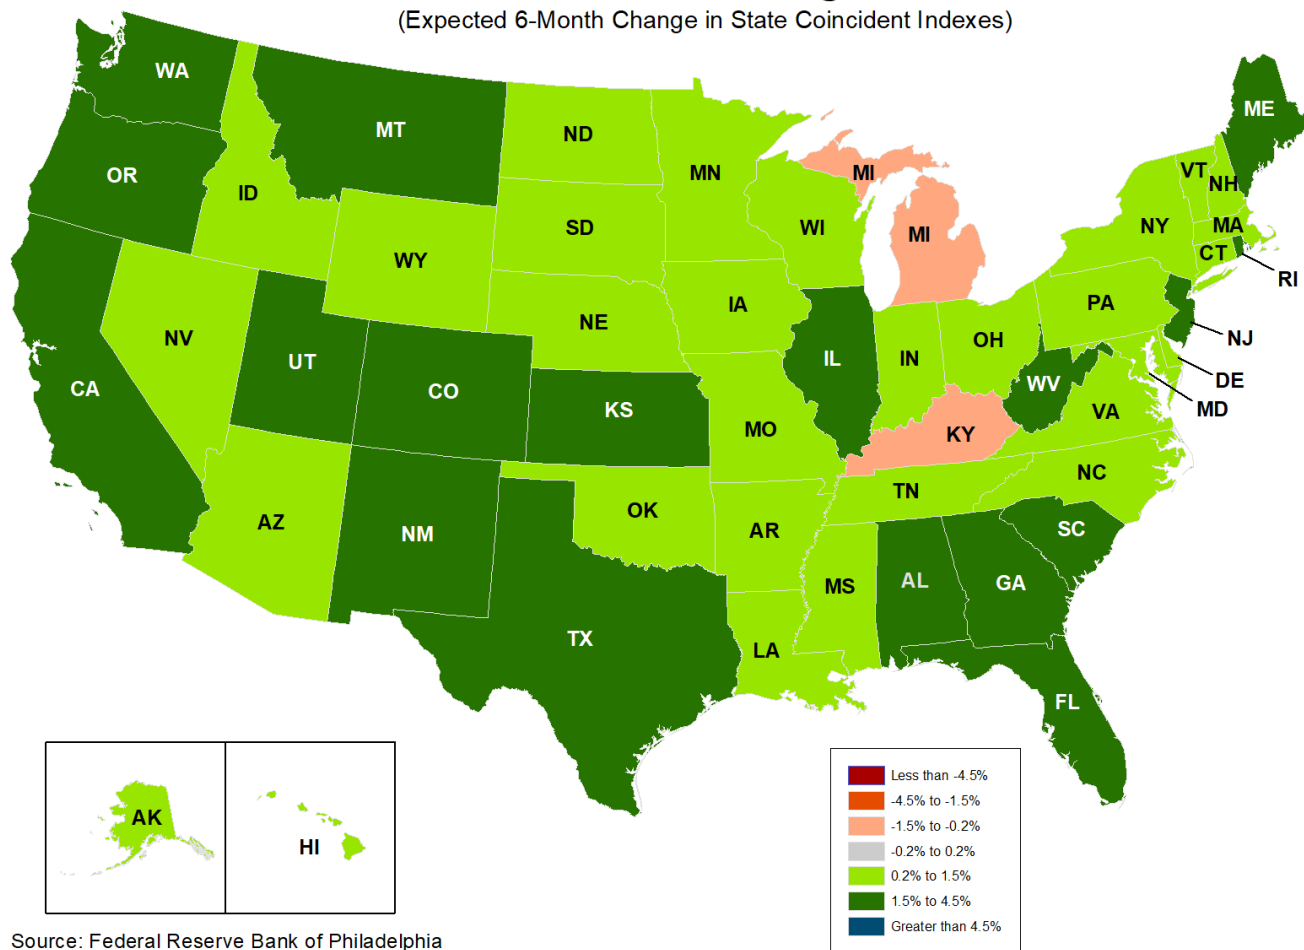 (Expected 6-Month Change in State Coincident Indexes)
WA
ME
MT
ND
VT
MN
MI
OR
NH
ID
NY
MA
SD
WI
MI
CT
WY
RI
PA
IA
NE
NV
NJ
OH
UT
IL
IN
DE
CA
CO
WV
MD
KS
VA
MO
KY
NC
TN
OK
AZ
AR
SC
NM
AL
GA
MS
TX
LA
FL
AK
HI
Less than -4.5%
-4.5% to -1.5%
-1.5% to -0.2%
-0.2% to 0.2%
0.2% to 1.5%
1.5% to 4.5%
Greater than 4.5%
Source: Federal Reserve Bank of Philadelphia